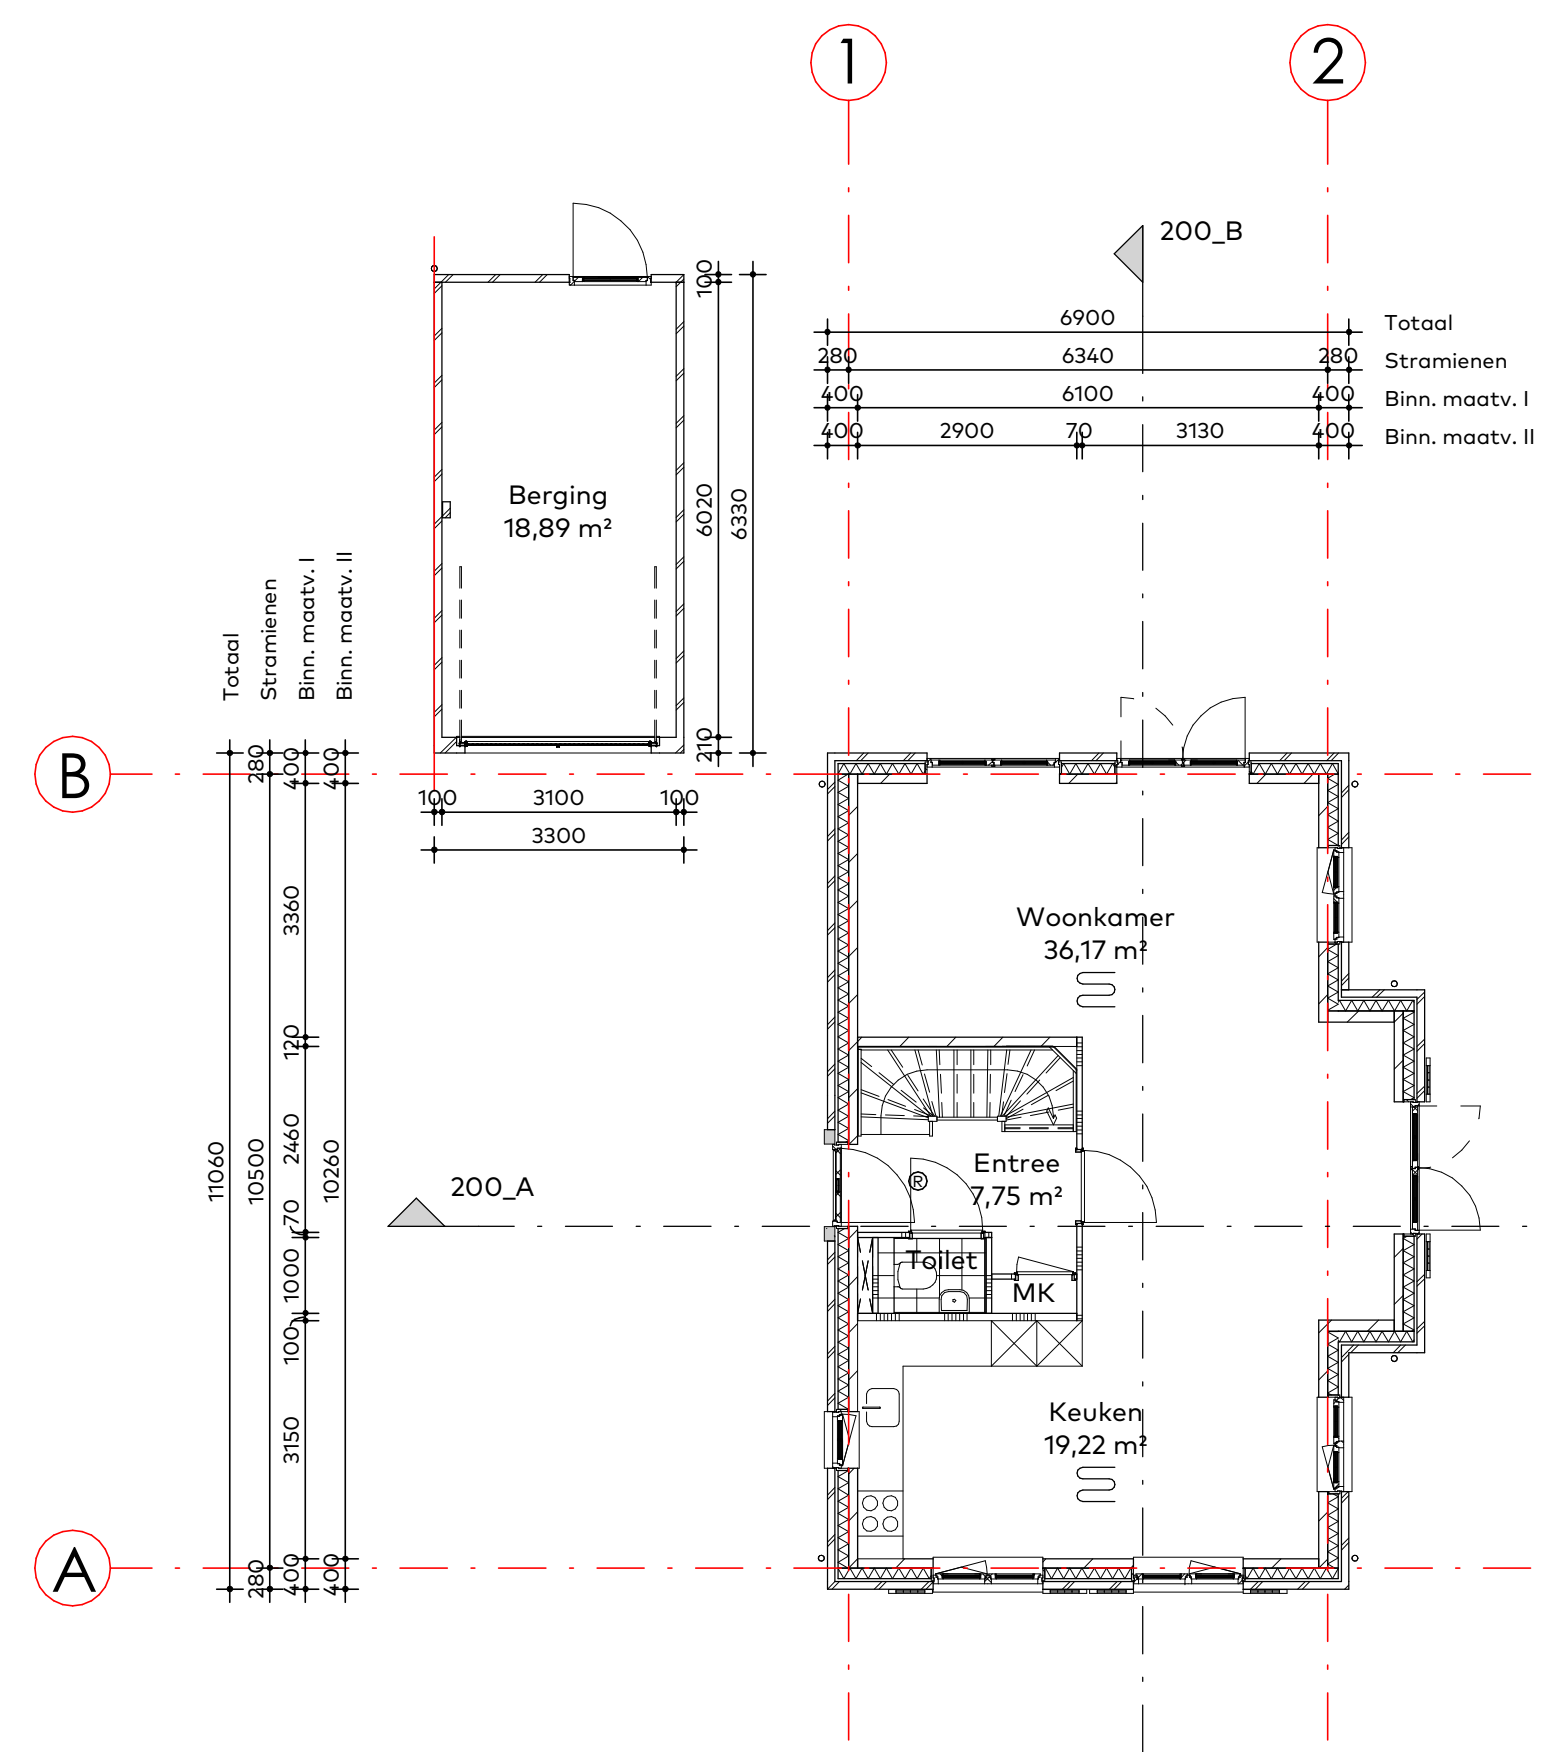 1
2
200_B
6900
Totaal
280
6340
280
Stramienen
400
6100
400
Binn. maatv. I
400
2900
70
3130
400
Binn. maatv. II
100
6020
6330
210
Berging
18,89 m²
100
3100
100
3300
Totaal
Stramienen
Binn. maatv. I
Binn. maatv. II
B
280
400
400
3360
120
2460
11060
10500
10260
70
1000
100
3150
280
400
400
A
200_A
Woonkamer
36,17 m²
Entree
7,75 m²
®
Toilet
MK
Keuken
19,22 m²